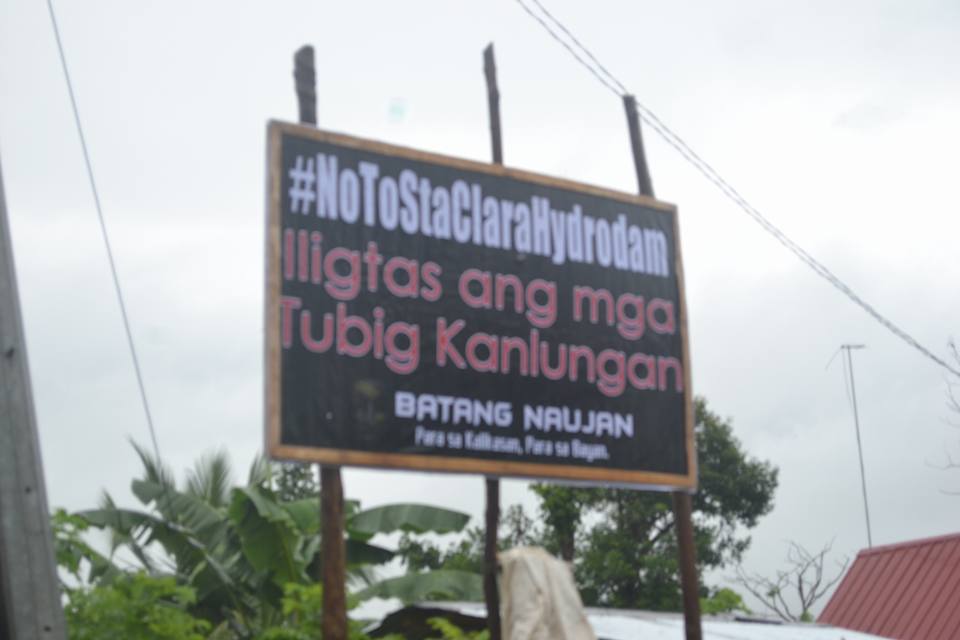 #NoToStaClaraHydrodam
Iligtas ang mga
Tubig Kanlungan
BATANG NAUJAN
Para sa Kalikasan, Para sa Bayan.